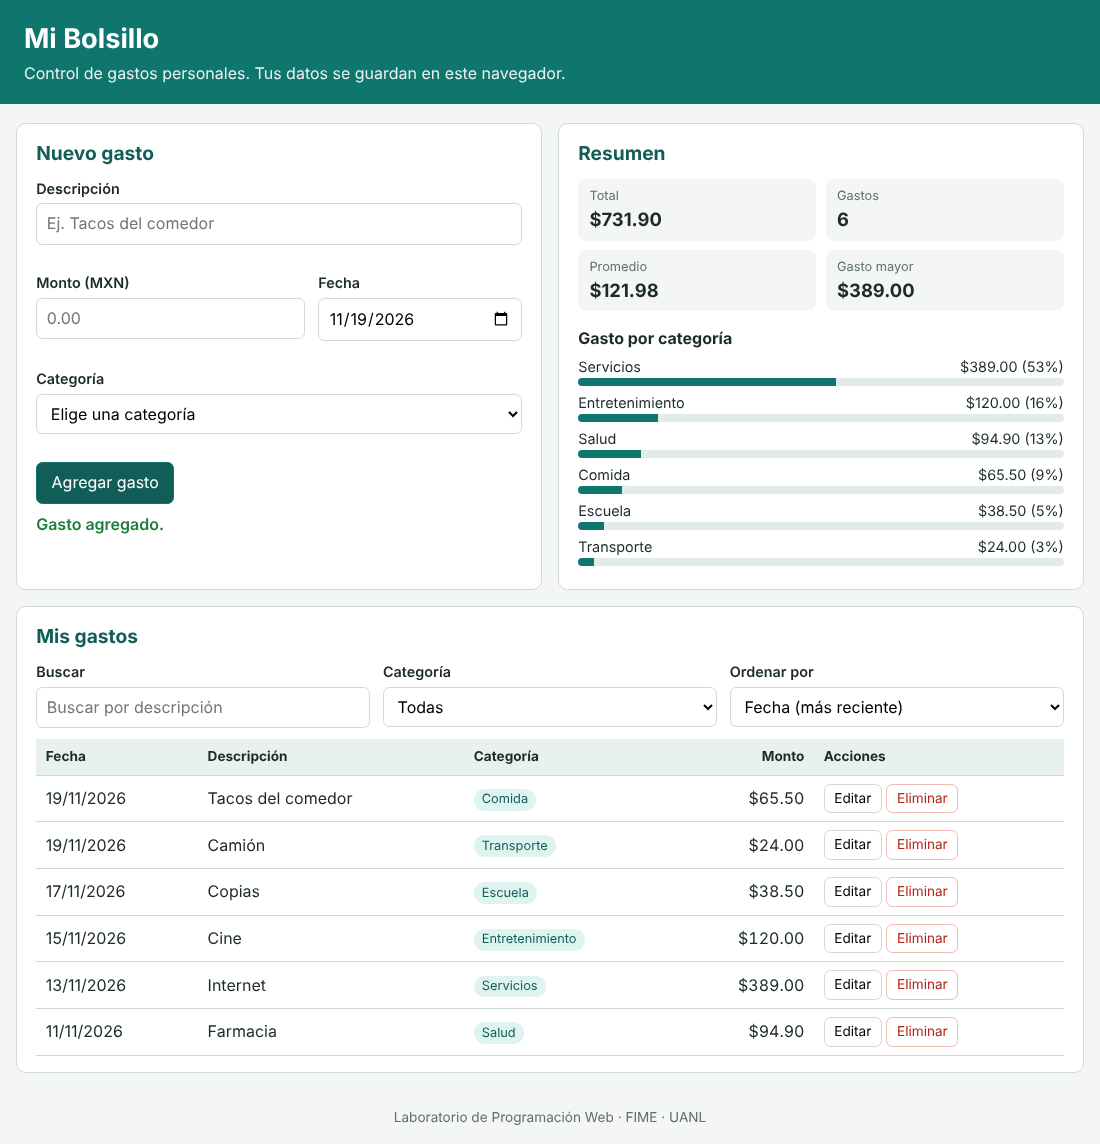 Mi Bolsillo
Control de gastos personales. Tus datos se guardan en este navegador.
Nuevo gasto
Descripción
Ej. Tacos del comedor
Monto (MXN)
Fecha
0.00
11/19/2026
Categoría
Elige una categoría
Agregar gasto
Gasto agregado.
Resumen
Total
$731.90
Gastos
6
Promedio
$121.98
Gasto mayor
$389.00
Gasto por categoría
Servicios $389.00 (53%)
Entretenimiento $120.00 (16%)
Salud $94.90 (13%)
Comida $65.50 (9%)
Escuela $38.50 (5%)
Transporte $24.00 (3%)
Mis gastos
Buscar
Buscar por descripción
Categoría
Todas
Ordenar por
Fecha (más reciente)
Fecha Descripción Categoría Monto Acciones
19/11/2026 Tacos del comedor Comida $65.50 Editar Eliminar
19/11/2026 Camión Transporte $24.00 Editar Eliminar
17/11/2026 Copias Escuela $38.50 Editar Eliminar
15/11/2026 Cine Entretenimiento $120.00 Editar Eliminar
13/11/2026 Internet Servicios $389.00 Editar Eliminar
11/11/2026 Farmacia Salud $94.90 Editar Eliminar
Laboratorio de Programación Web · FIME · UANL